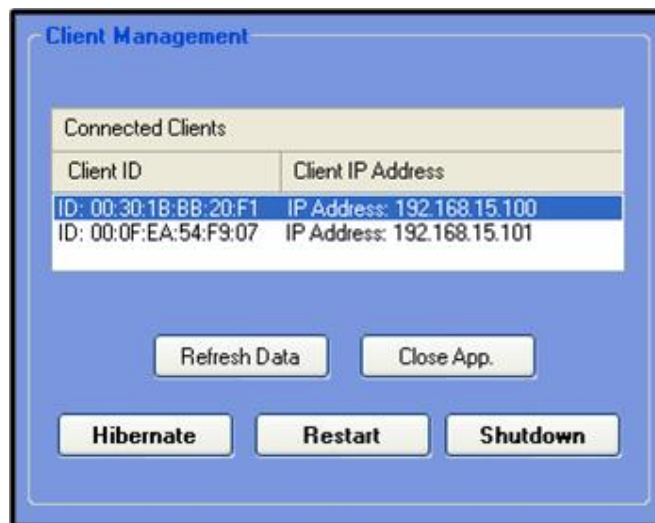 Client Management
Connected Clients
Client ID Client IP Address
ID: 00:30:1B:BB:20:F1 IP Address: 192.168.15.100
ID: 00:0F:EA:54:F9:07 IP Address: 192.168.15.101
Refresh Data Close App.
Hibernate Restart Shutdown